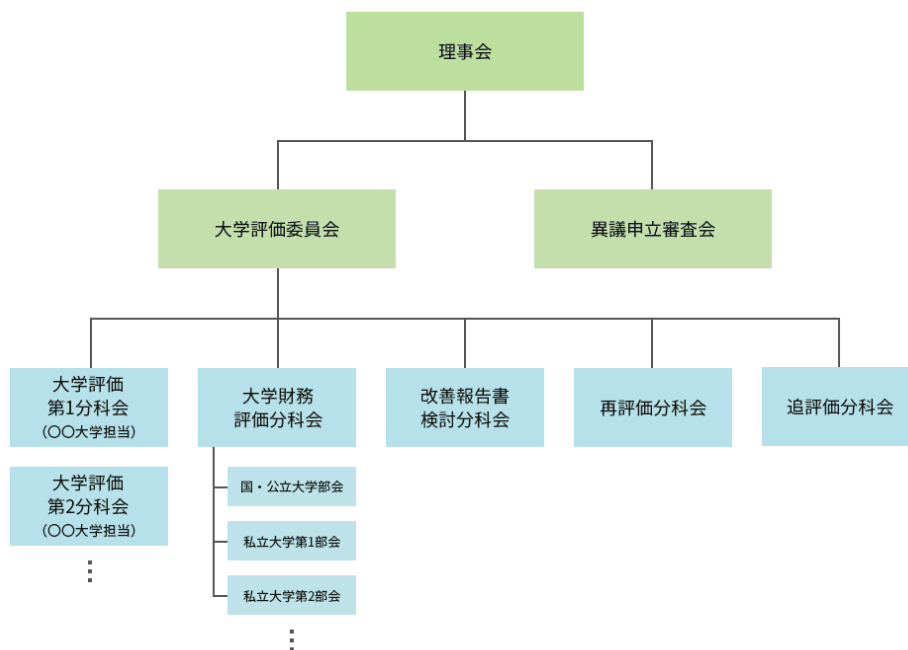 理事会
大学評価委員会
異議申立審査会
大学評価
第1分科会
（〇〇大学担当）
大学財務
評価分科会
改善報告書
検討分科会
再評価分科会
追評価分科会
大学評価
第2分科会
（〇〇大学担当）
国・公立大学部会
私立大学第1部会
私立大学第2部会